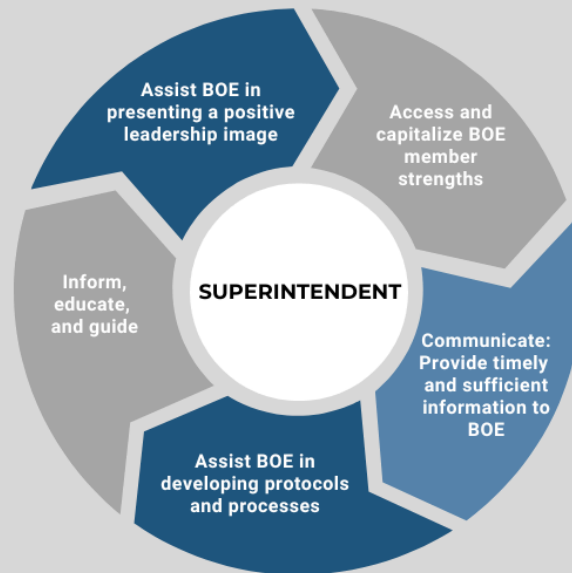 Assist BOE in
presenting a positive
leadership image
Access and
capitalize BOE
member
strengths
Communicate:
Provide timely
and sufficient
information to
BOE
Assist BOE in
developing protocols
and processes
Inform,
educate,
and guide
SUPERINTENDENT